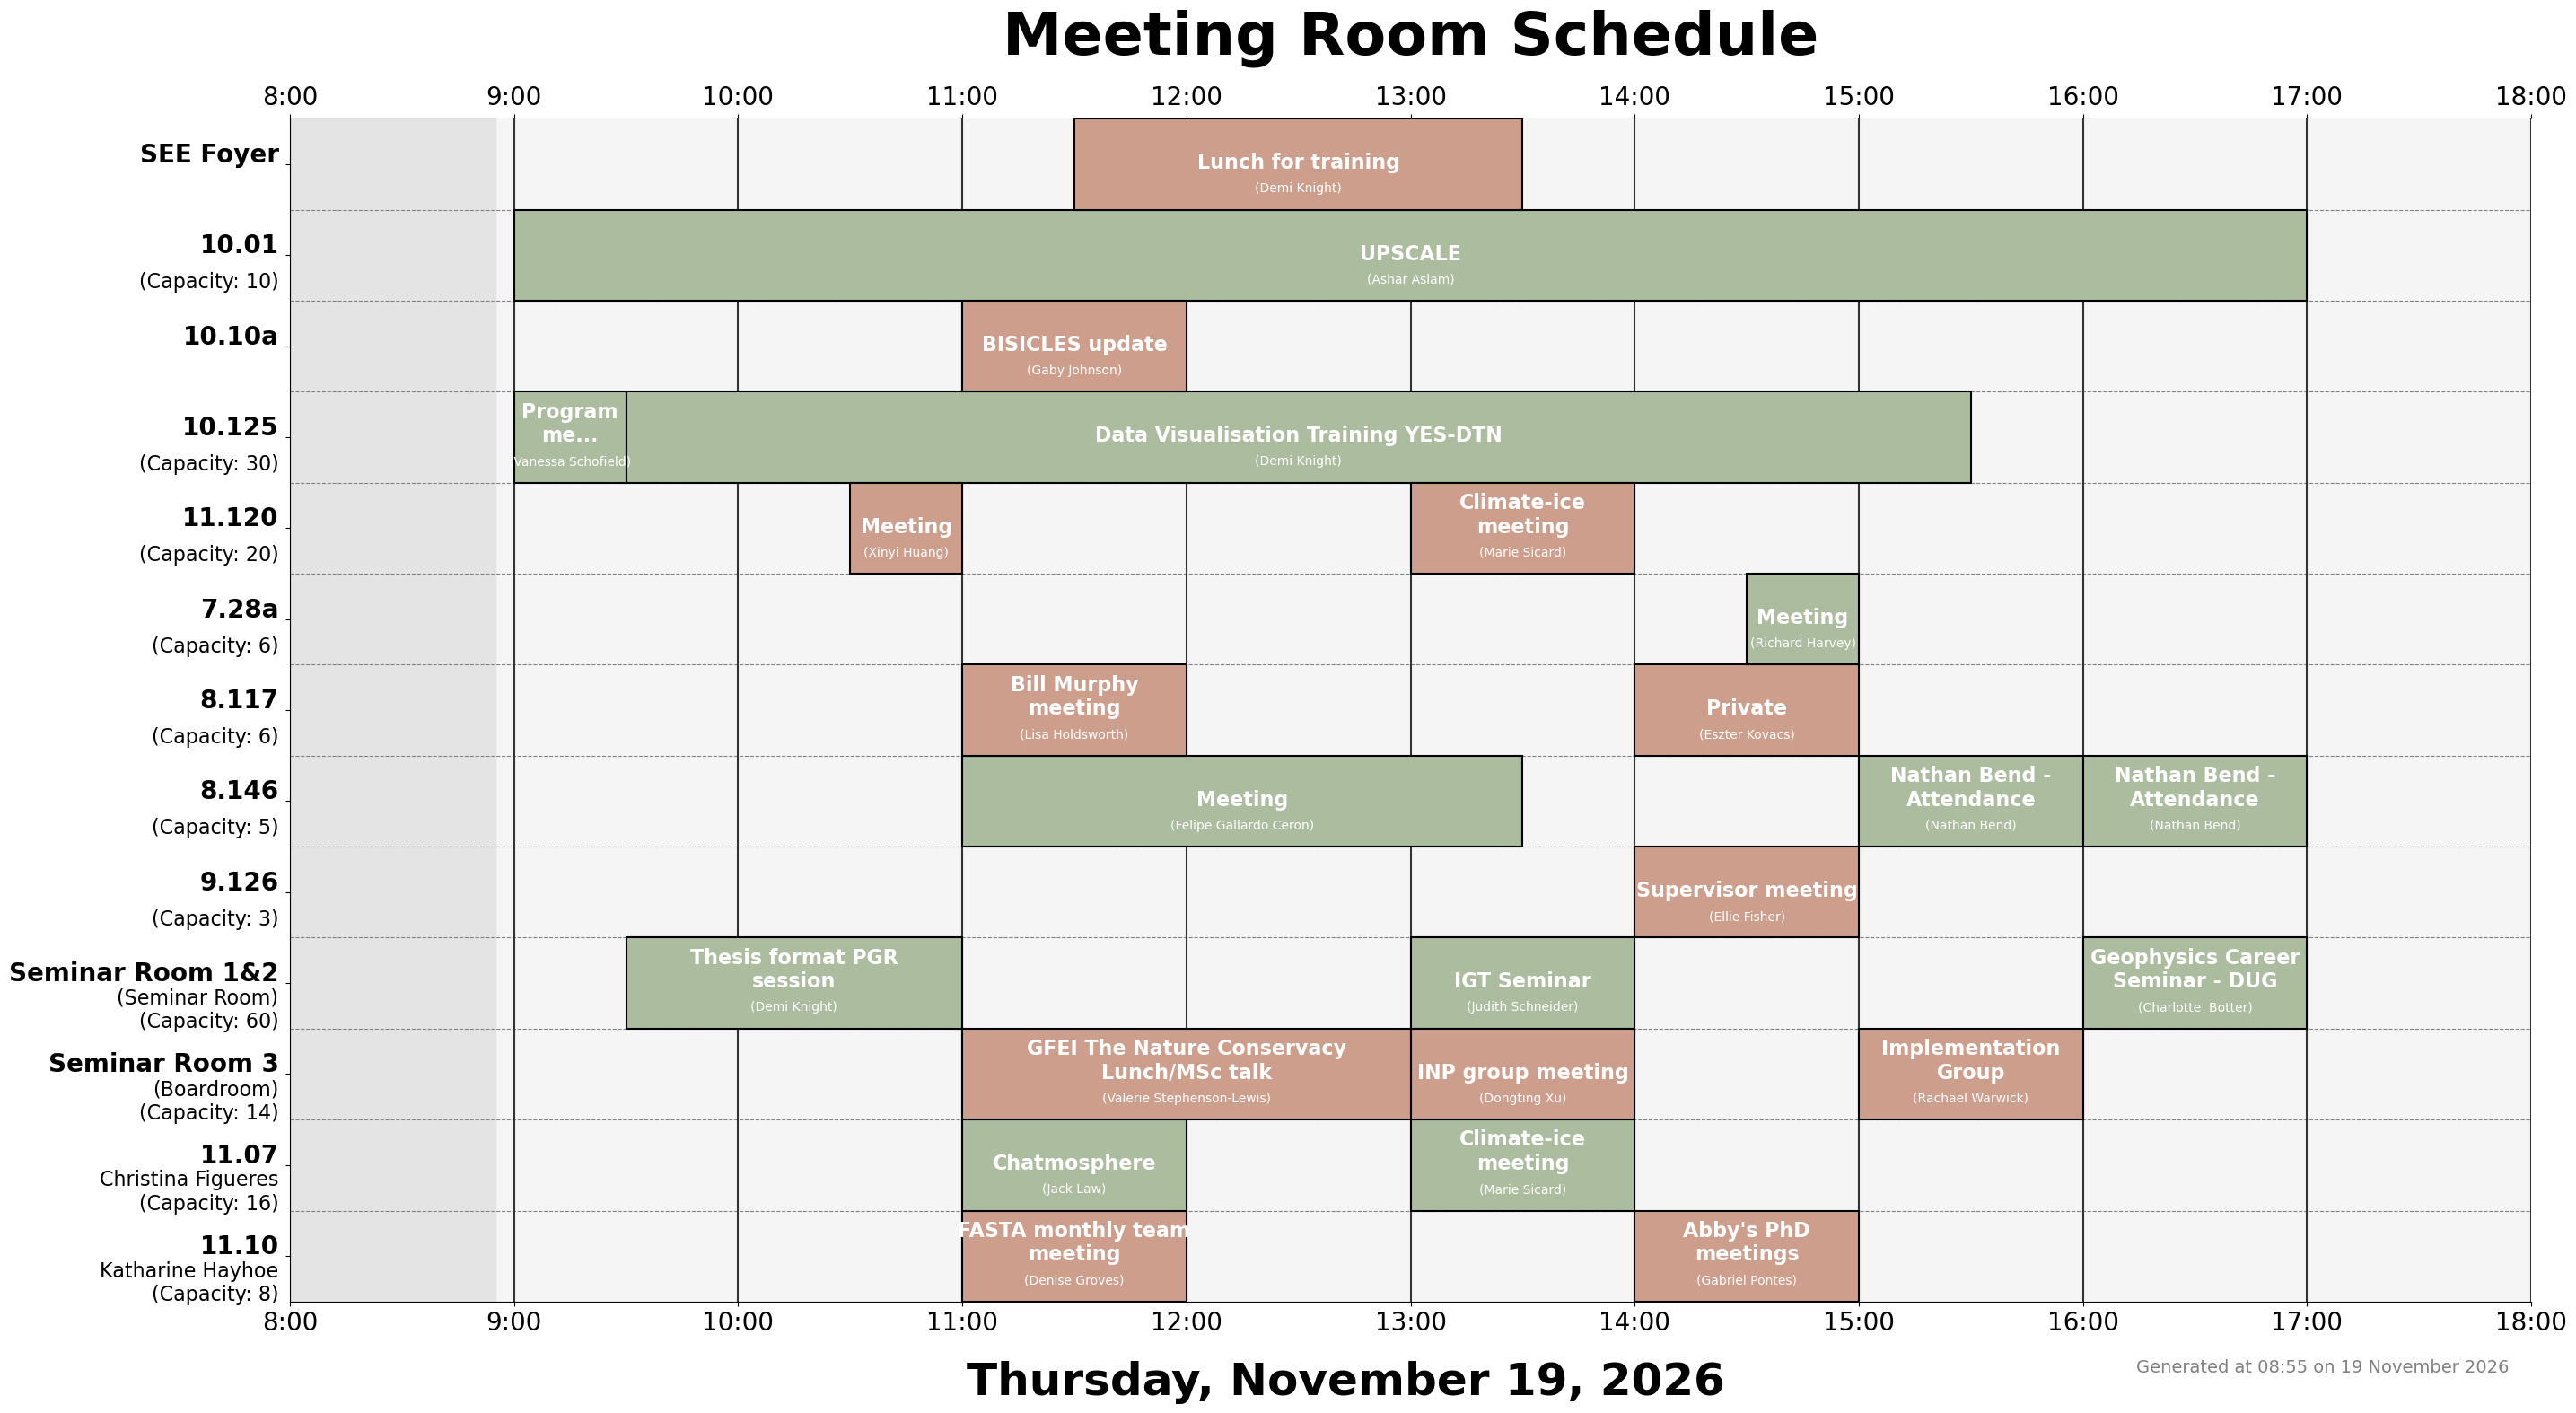 Meeting Room Schedule
8:00 9:00 10:00 11:00 12:00 13:00 14:00 15:00 16:00 17:00 18:00
SEE Foyer
Lunch for training
(Demi Knight)
10.01
(Capacity: 10)
UPSCALE
(Ashar Aslam)
10.10a
BISICLES update
(Gaby Johnson)
10.125
(Capacity: 30)
Program
me...
Vanessa Schofield)
Data Visualisation Training YES-DTN
(Demi Knight)
11.120
(Capacity: 20)
Meeting
(Xinyi Huang)
Climate-ice
meeting
(Marie Sicard)
7.28a
(Capacity: 6)
Meeting
(Richard Harvey)
8.117
(Capacity: 6)
Bill Murphy
meeting
(Lisa Holdsworth)
Private
(Eszter Kovacs)
8.146
(Capacity: 5)
Meeting
(Felipe Gallardo Ceron)
Nathan Bend -
Attendance
(Nathan Bend)
Nathan Bend -
Attendance
(Nathan Bend)
9.126
(Capacity: 3)
Supervisor meeting
(Ellie Fisher)
Seminar Room 1&2
(Seminar Room)
(Capacity: 60)
Thesis format PGR
session
(Demi Knight)
IGT Seminar
(Judith Schneider)
Geophysics Career
Seminar - DUG
(Charlotte  Botter)
Seminar Room 3
(Boardroom)
(Capacity: 14)
GFEI The Nature Conservacy
Lunch/MSc talk
(Valerie Stephenson-Lewis)
INP group meeting
(Dongting Xu)
Implementation
Group
(Rachael Warwick)
11.07
Christina Figueres
(Capacity: 16)
Chatmosphere
(Jack Law)
Climate-ice
meeting
(Marie Sicard)
11.10
Katharine Hayhoe
(Capacity: 8)
FASTA monthly team
meeting
(Denise Groves)
Abby's PhD
meetings
(Gabriel Pontes)
8:00 9:00 10:00 11:00 12:00 13:00 14:00 15:00 16:00 17:00 18:00
Thursday, November 19, 2026
Generated at 08:55 on 19 November 2026